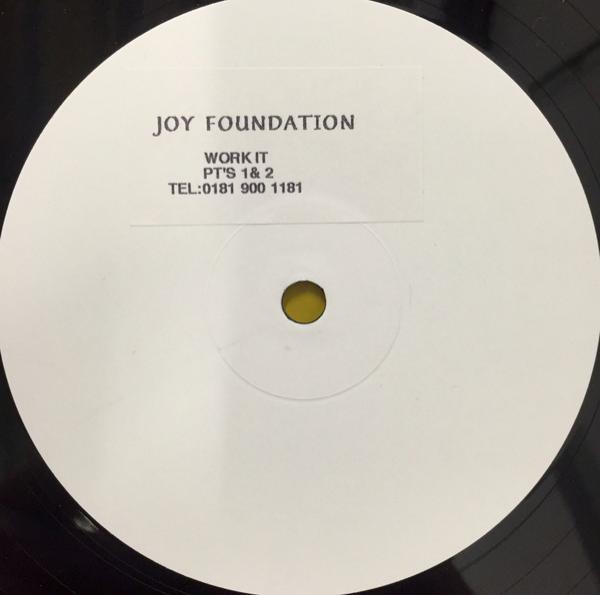 JOY FOUNDATION
WORK IT
PT'S 1& 2
TEL:0181 900 1181